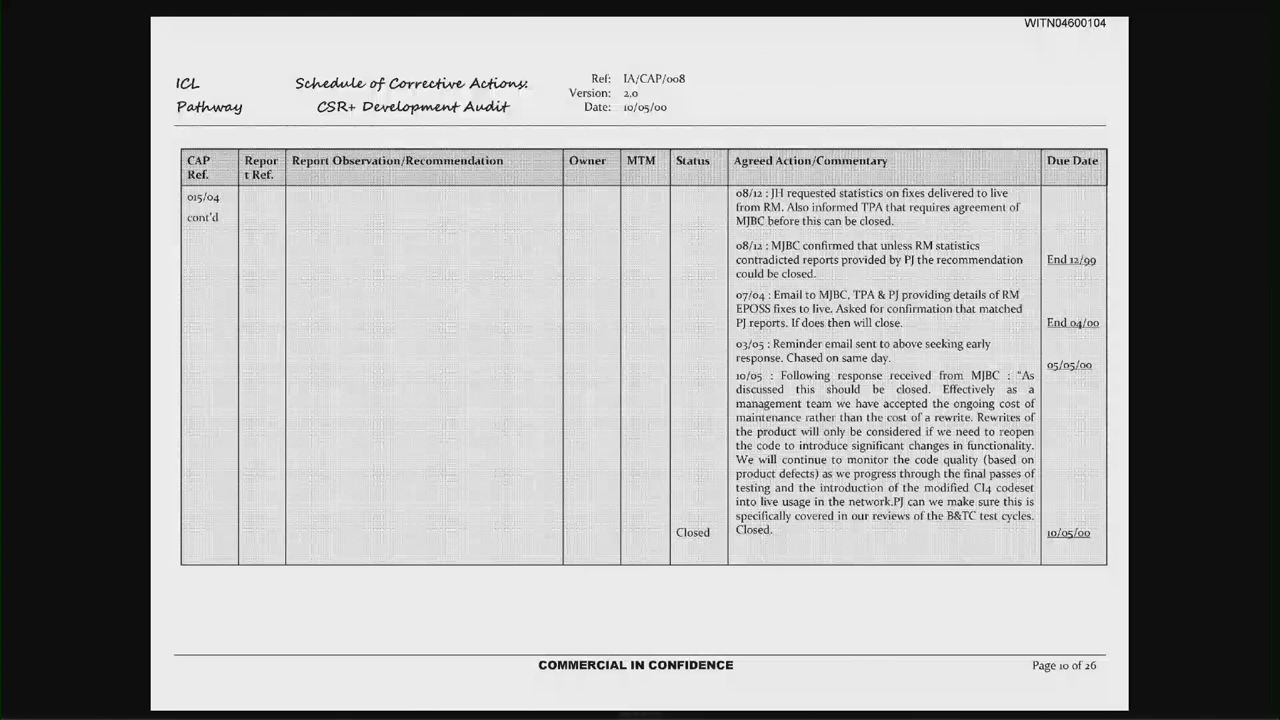 WITN04600104
ICL
Pathway
Schedule of Corrective Actions:
CSR+ Development Audit
Ref: IA/CAP/008
Version: 2.0
Date: 10/05/00
CAP Ref.
Repor t Ref.
Report Observation/Recommendation
Owner
MTM
Status
Agreed Action/Commentary
Due Date
015/04
cont'd
08/12 : JH requested statistics on fixes delivered to live
from RM. Also informed TPA that requires agreement of
MJBC before this can be closed.
08/12 : MJBC confirmed that unless RM statistics
contradicted reports provided by PJ the recommendation
could be closed.
End 12/99
07/04 : Email to MJBC, TPA & PJ providing details of RM
EPOSS fixes to live. Asked for confirmation that matched
PJ reports. If does then will close.
End 04/00
03/05 : Reminder email sent to above seeking early
response. Chased on same day.
05/05/00
10/05 : Following response received from MJBC : "As
discussed this should be closed. Effectively as a
management team we have accepted the ongoing cost of
maintenance rather than the cost of a rewrite. Rewrites of
the product will only be considered if we need to reopen
the code to introduce significant changes in functionality.
We will continue to monitor the code quality (based on
product defects) as we progress through the final passes of
testing and the introduction of the modified CI4 codeset
into live usage in the network.PJ can we make sure this is
specifically covered in our reviews of the B&TC test cycles.
Closed.
Closed
10/05/00
COMMERCIAL IN CONFIDENCE
Page 10 of 26